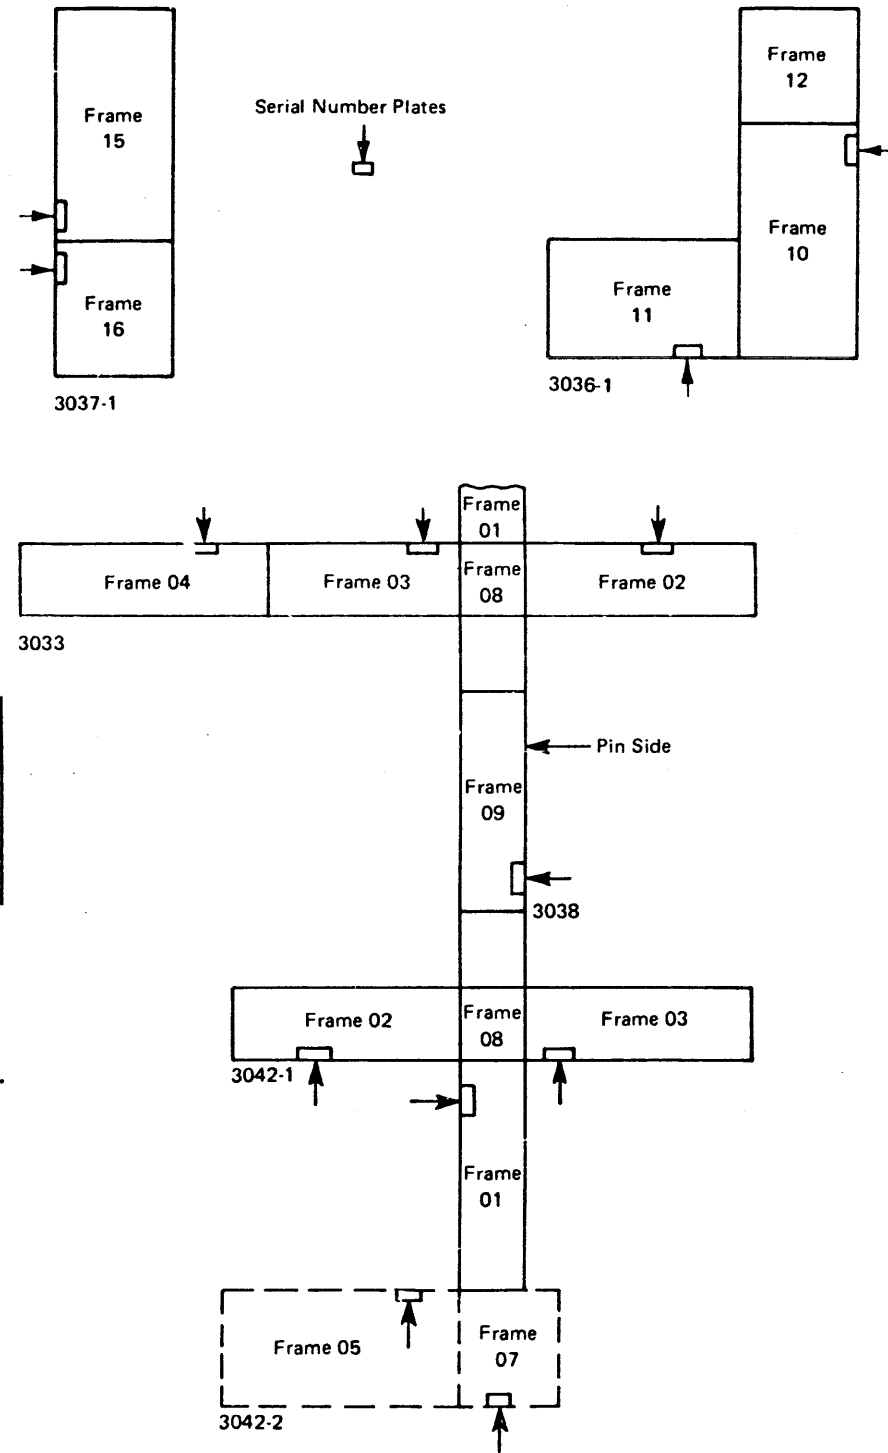 Frame
12
Serial Number Plates
Frame
15
Frame
10
Frame
11
Frame
16
3036-1
3037-1
Frame
01
Frame 04
Frame 03
Frame
08
Frame 02
3033
Pin Side
Frame
09
3038
Frame 02
Frame
08
Frame 03
3042-1
Frame
01
Frame 05
Frame
07
3042-2